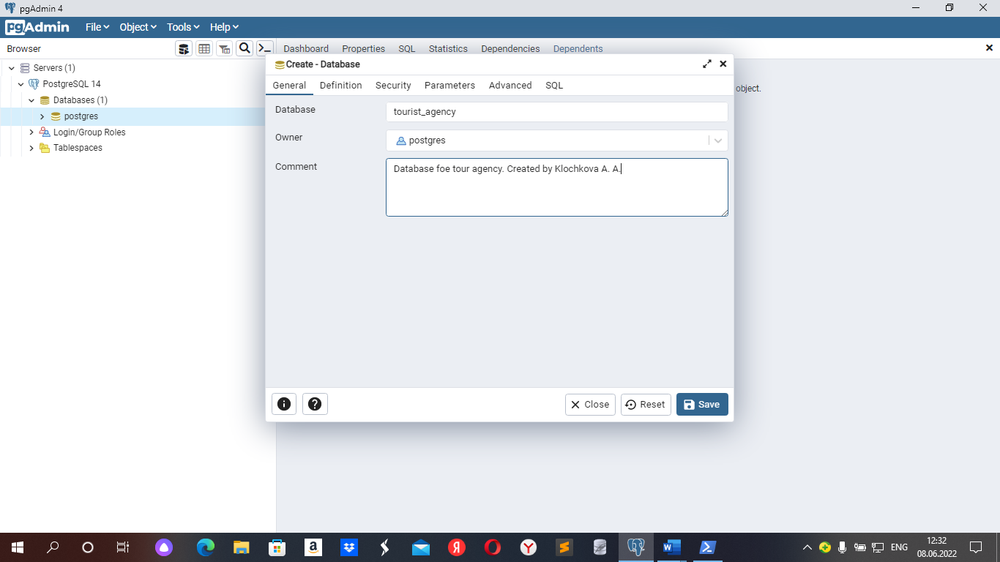 pgAdmin 4
pgAdmin File Object Tools Help
Browser
Dashboard Properties SQL Statistics Dependencies Dependents
Servers (1)
PostgreSQL 14
Databases (1)
postgres
Login/Group Roles
Tablespaces
object.
Create - Database
General Definition Security Parameters Advanced SQL
Database tourist_agency
Owner postgres
Comment Database foe tour agency. Created by Klochkova A. A.
Close Reset Save
ENG
12:32
08.06.2022